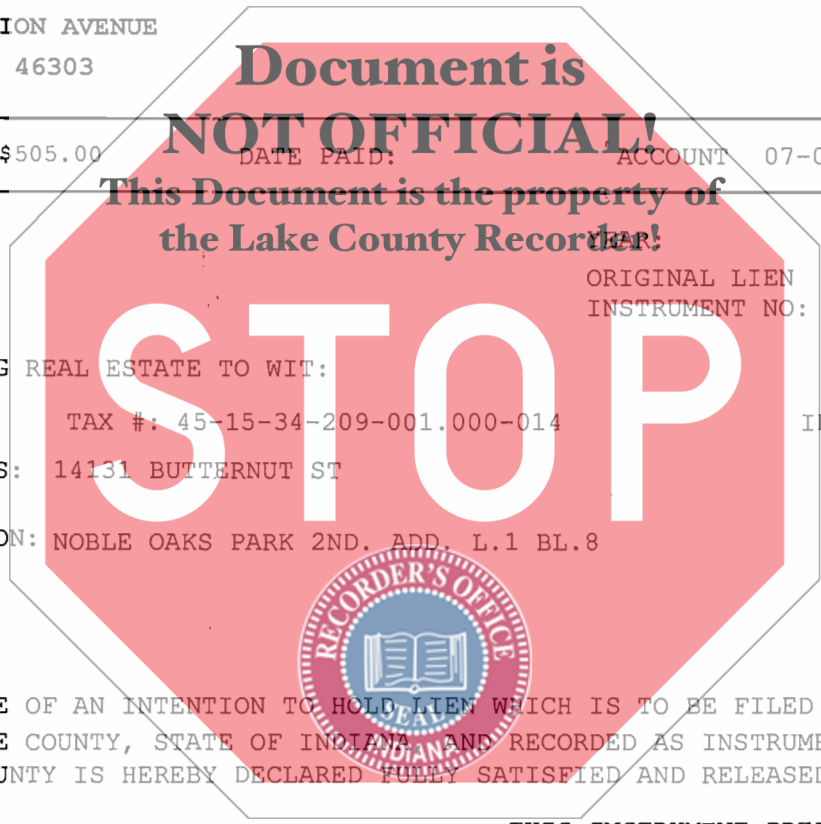 ION AVENUE
46303
Document is
NOT OFFICIAL!
$505.00 DATE PAID: ACCOUNT 07-0
This Document is the property of
the Lake County Recorder!
YEAR:
ORIGINAL LIEN
INSTRUMENT NO:
STOP
G REAL ESTATE TO WIT:
TAX #: 45-15-34-209-001.000-014
S: 14131 BUTTERNUT ST
ON: NOBLE OAKS PARK 2ND. ADD. L.1 BL.8
RECORDER'S OFFICE
SEAL
INDIANA
E OF AN INTENTION TO HOLD LIEN WHICH IS TO BE FILED
E COUNTY, STATE OF INDIANA, AND RECORDED AS INSTRUME
UNTY IS HEREBY DECLARED FULLY SATISFIED AND RELEASED